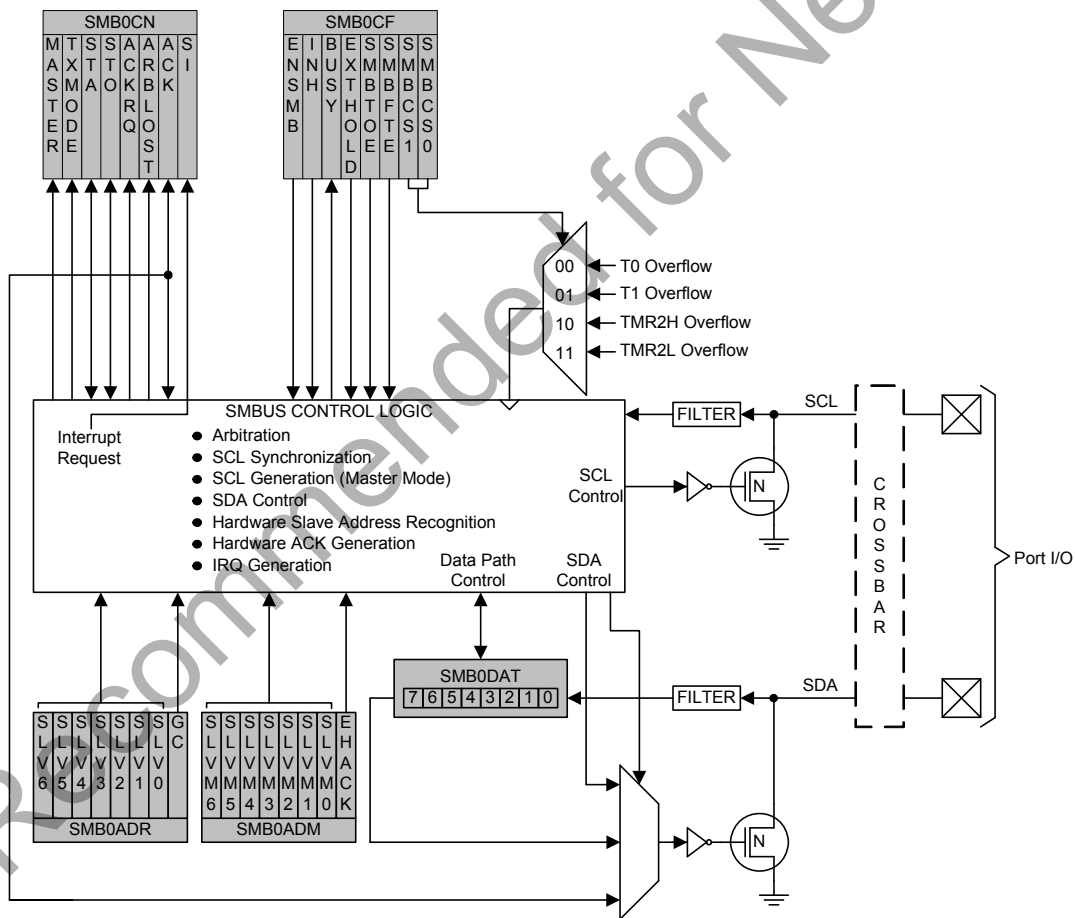 SMB0CN
MASTER
TXMODE
STA
STO
ACKRQ
ARBLOST
ACK
SI
SMB0CF
ENSMB
INH
BUSY
EXTHOLD
SMBTOE
SMBFTE
SMBCS1
SMBCS0
00
01
10
11
T0 Overflow
T1 Overflow
TMR2H Overflow
TMR2L Overflow
SMBUS CONTROL LOGIC
Interrupt
Request
● Arbitration
● SCL Synchronization
● SCL Generation (Master Mode)
● SDA Control
● Hardware Slave Address Recognition
● Hardware ACK Generation
● IRQ Generation
Data Path
Control
SDA
Control
SCL
Control
FILTER
SCL
N
CROSSBAR
Port I/O
SMB0DAT
7 6 5 4 3 2 1 0
FILTER
SDA
N
SLV6
SLV5
SLV4
SLV3
SLV2
SLV1
SLV0
GC
SMB0ADR
SLVM6
SLVM5
SLVM4
SLVM3
SLVM2
SLVM1
SLVM0
EHACK
SMB0ADM
Recommended for Ne